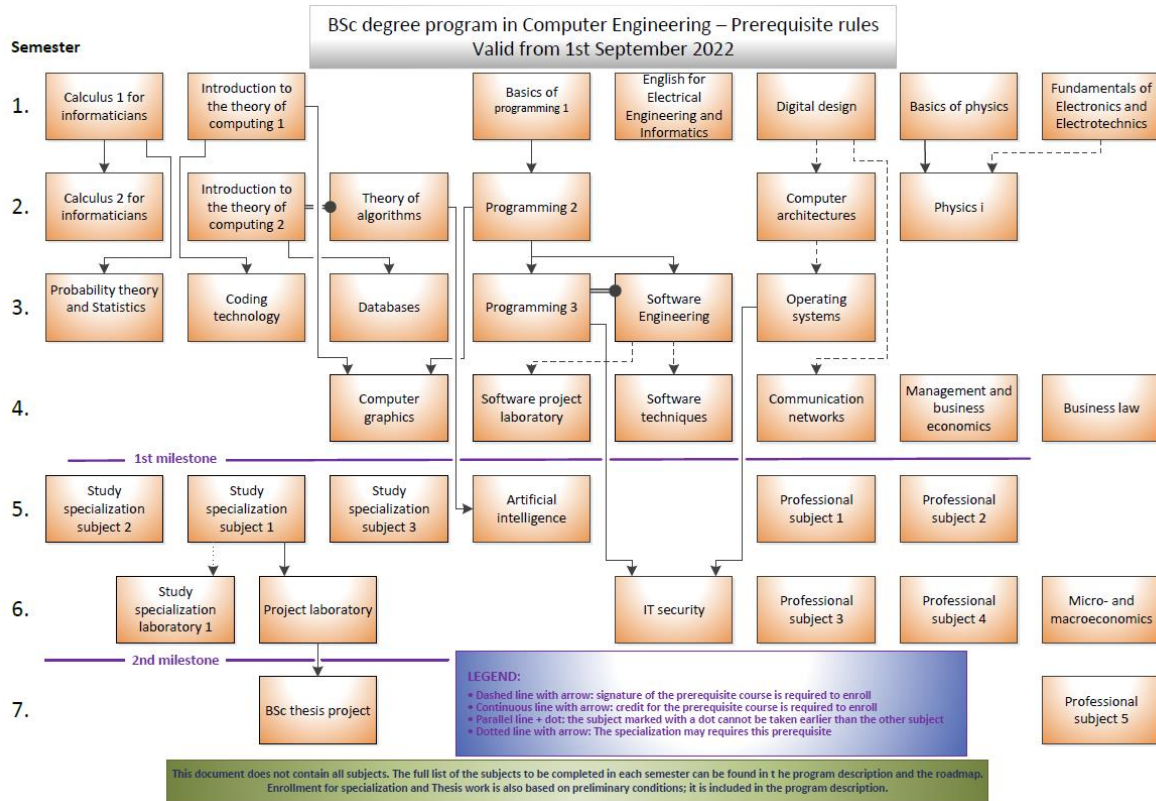 BSc degree program in Computer Engineering – Prerequisite rules
Valid from 1st September 2022
Semester
1.
Calculus 1 for
informaticians
Introduction to
the theory of
computing 1
Basics of
programming 1
English for
Electrical
Engineering and
Informatics
Digital design
Basics of physics
Fundamentals of
Electronics and
Electrotechnics
2.
Calculus 2 for
informaticians
Introduction to
the theory of
computing 2
Theory of
algorithms
Programming 2
Computer
architectures
Physics i
3.
Probability theory
and Statistics
Coding
technology
Databases
Programming 3
Software
Engineering
Operating
systems
4.
Computer
graphics
Software project
laboratory
Software
techniques
Communication
networks
Management and
business
economics
Business law
1st milestone
5.
Study
specialization
subject 2
Study
specialization
subject 1
Study
specialization
subject 3
Artificial
intelligence
Professional
subject 1
Professional
subject 2
6.
Study
specialization
laboratory 1
Project laboratory
IT security
Professional
subject 3
Professional
subject 4
Micro- and
macroeconomics
2nd milestone
7.
BSc thesis project
LEGEND:
• Dashed line with arrow: signature of the prerequisite course is required to enroll
• Continuous line with arrow: credit for the prerequisite course is required to enroll
• Parallel line + dot: the subject marked with a dot cannot be taken earlier than the other subject
• Dotted line with arrow: The specialization may requires this prerequisite
Professional
subject 5
This document does not contain all subjects. The full list of the subjects to be completed in each semester can be found in t he program description and the roadmap.
Enrollment for specialization and Thesis work is also based on preliminary conditions; it is included in the program description.